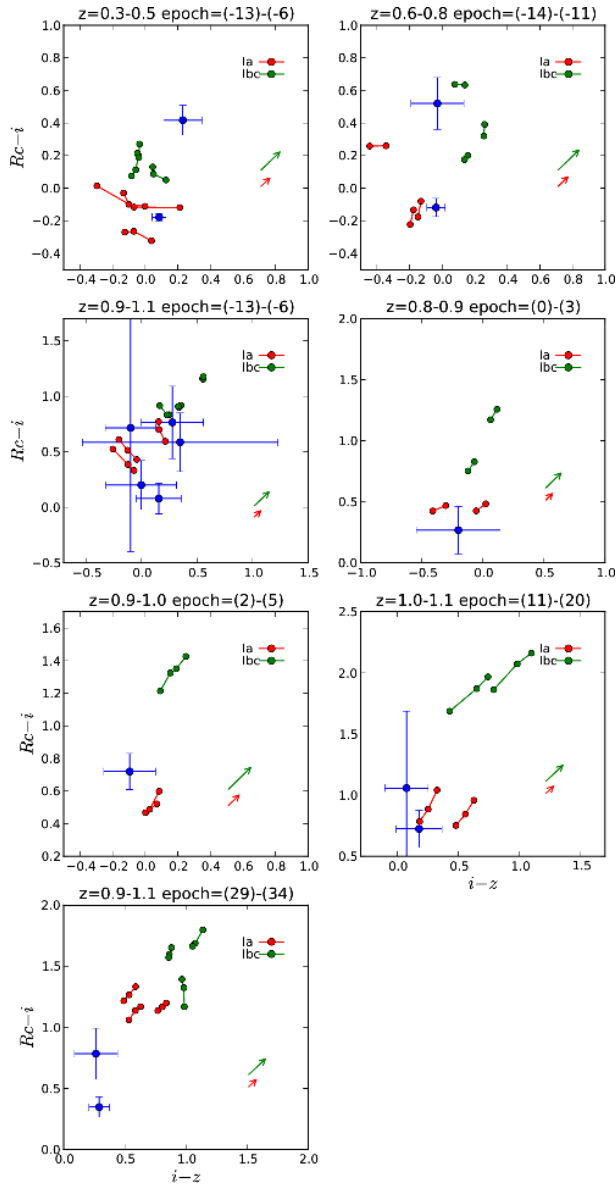 z=0.3-0.5 epoch=(-13)-(-6)
Ia
Ibc
Rc−i
0.8
0.6
0.4
0.2
0.0
−0.2
−0.4
−0.4 −0.2 0.0 0.2 0.4 0.6 0.8 1.0
z=0.6-0.8 epoch=(-14)-(-11)
Ia
Ibc
Rc−i
0.8
0.6
0.4
0.2
0.0
−0.2
−0.4
−0.4 −0.2 0.0 0.2 0.4 0.6 0.8 1.0
z=0.9-1.1 epoch=(-13)-(-6)
Ia
Ibc
Rc−i
1.5
1.0
0.5
0.0
−0.5
−0.5 0.0 0.5 1.0 1.5
z=0.8-0.9 epoch=(0)-(3)
Ia
Ibc
2.0
1.5
1.0
0.5
0.0
−1.0 −0.5 0.0 0.5 1.0
z=0.9-1.0 epoch=(2)-(5)
Ia
Ibc
Rc−i
1.6
1.4
1.2
1.0
0.8
0.6
0.4
0.2
−0.4 −0.2 0.0 0.2 0.4 0.6 0.8 1.0
z=1.0-1.1 epoch=(11)-(20)
Ia
Ibc
2.5
2.0
1.5
1.0
0.5
0.0 0.5 1.0 1.5
i−z
z=0.9-1.1 epoch=(29)-(34)
Ia
Ibc
Rc−i
2.0
1.5
1.0
0.5
0.0
0.0 0.5 1.0 1.5 2.0
i−z